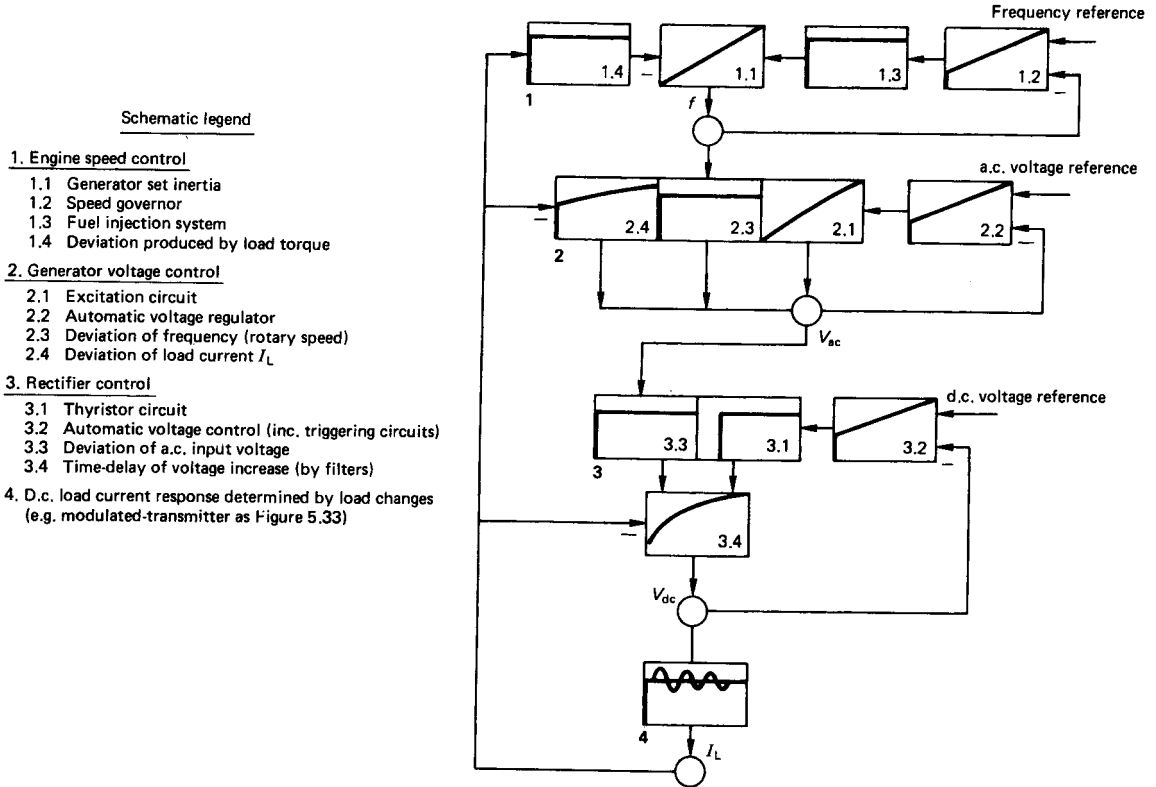 Schematic legend
1. Engine speed control
1.1 Generator set inertia
1.2 Speed governor
1.3 Fuel injection system
1.4 Deviation produced by load torque
2. Generator voltage control
2.1 Excitation circuit
2.2 Automatic voltage regulator
2.3 Deviation of frequency (rotary speed)
2.4 Deviation of load current IL
3. Rectifier control
3.1 Thyristor circuit
3.2 Automatic voltage control (inc. triggering circuits)
3.3 Deviation of a.c. input voltage
3.4 Time-delay of voltage increase (by filters)
4. D.c. load current response determined by load changes
(e.g. modulated-transmitter as Figure 5.33)
Frequency reference
1.4
–
1.1
1.3
1.2
–
1
f
a.c. voltage reference
–
2.4
2.3
2.1
2.2
–
2
Vac
d.c. voltage reference
3.3
3.1
3.2
–
3
–
3.4
Vdc
4
IL